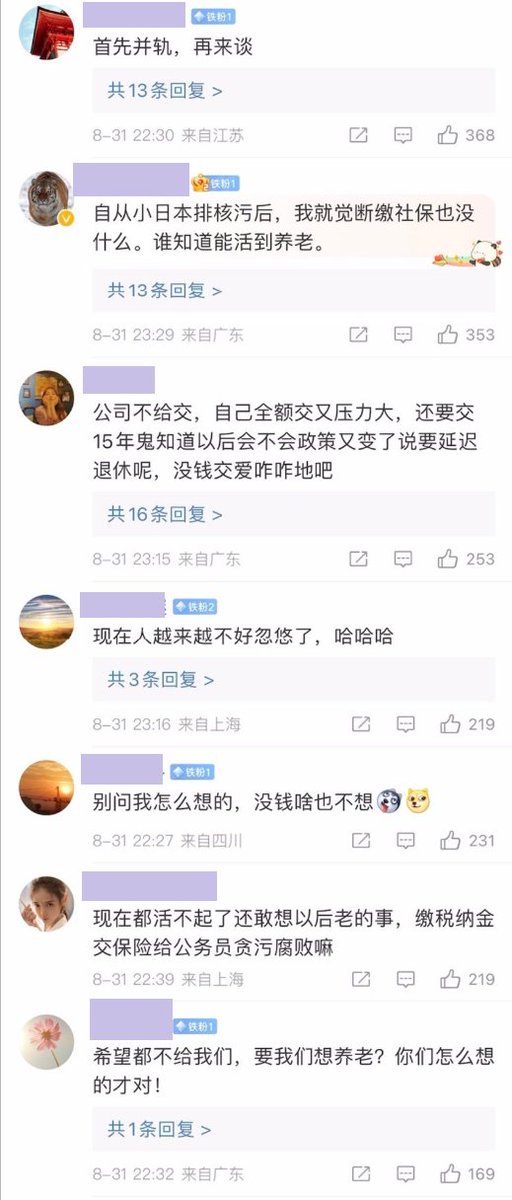 铁粉1
首先并轨，再来谈
共13条回复 >
8-31 22:30 来自江苏
368
铁粉1
自从小日本排核污后，我就觉断缴社保也没
什么。谁知道能活到养老。
共13条回复 >
8-31 23:29 来自广东
353
公司不给交，自己全额交又压力大，还要交
15年鬼知道以后会不会政策又变了说要延迟
退休呢，没钱交爱咋咋地吧
共16条回复 >
8-31 23:15 来自广东
253
铁粉2
现在人越来越不好忽悠了，哈哈哈
共3条回复 >
8-31 23:16 来自上海
219
铁粉1
别问我怎么想的，没钱啥也不想
8-31 22:27 来自四川
231
现在都活不起了还敢想以后老的事，缴税纳金
交保险给公务员贪污腐败嘛
8-31 22:39 来自上海
219
铁粉1
希望都不给我们，要我们想养老？你们怎么想
的才对！
共1条回复 >
8-31 22:32 来自广东
169